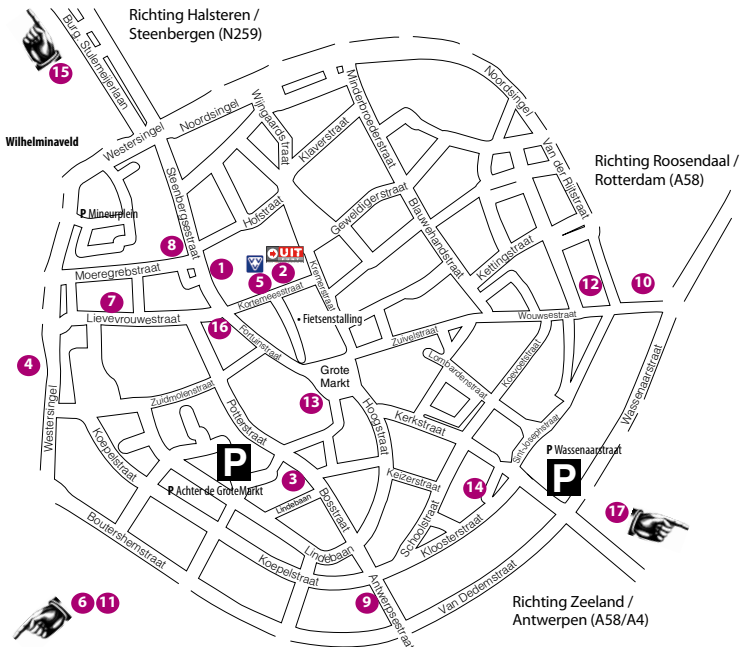 Richting Halsteren /
Steenbergen (N259)
Burg. Stulemeijerlaan
15
Noordsingel
Wijngaardstraat
Minderbroederstraat
Noordsingel
Klaverstraat
Westersingel
Wilhelminaveld
Van der Rijtstraat
Richting Roosendaal /
Rotterdam (A58)
Steenbergsestraat
Hofstraat
Geweldigerstraat
Blauwehandstraat
P Mineurplein
8
UIT
Kettingstraat
Moeregrebstraat
1
5
2
Kremerstraat
12
10
7
Kortemeesstraat
Lievevrouwestraat
16
• Fietsenstalling
Wouwsestraat
Fortuinstraat
Zuivelstraat
4
Grote
Markt
Lombardenstraat
Koevoetstraat
Wassenaarstraat
Zuidmolenstraat
13
Westersingel
Potterstraat
Hoogstraat
Kerkstraat
Sint-Josephstraat
Koepelstraat
P Wassenaarstraat
P
P
3
Keizerstraat
14
P Achter de GroteMarkt
Lindebaan
Bosstraat
17
Schoolstraat
Kloosterstraat
Boutershemstraat
Lindebaan
Koepelstraat
6
11
9
Antwerpsestraat
Van Dedemstraat
Richting Zeeland /
Antwerpen (A58/A4)